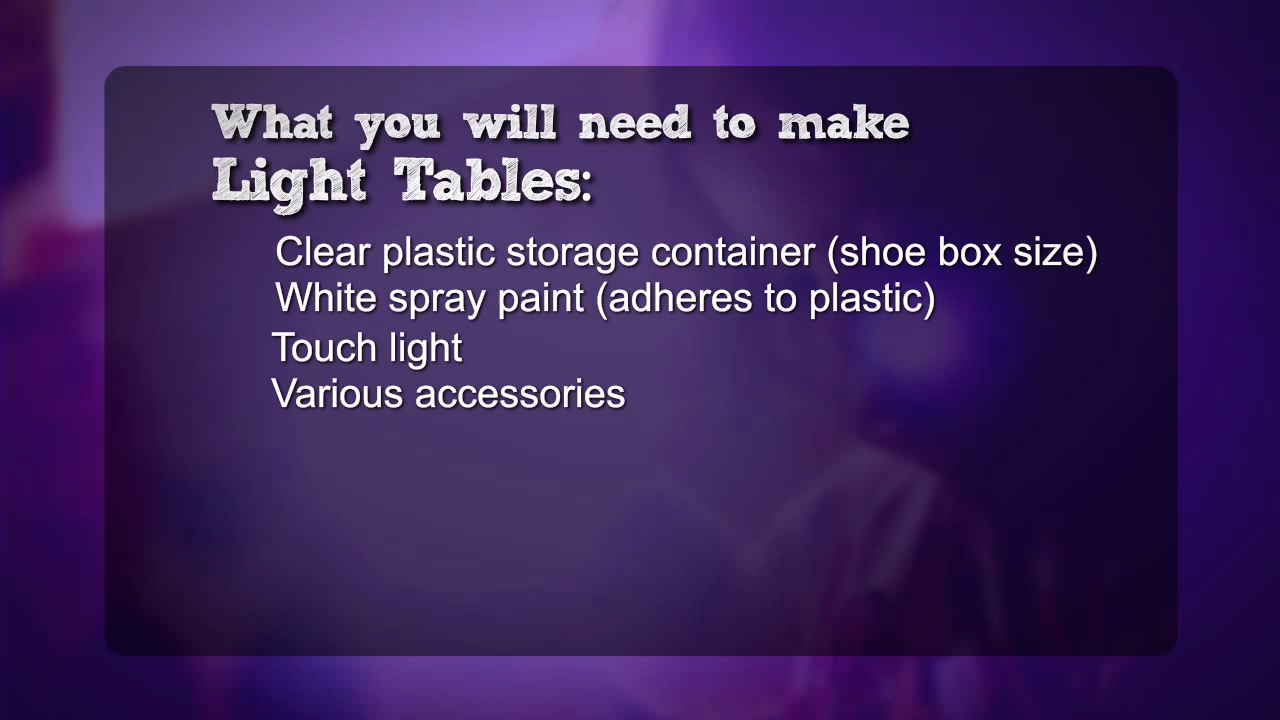 What you will need to make
Light Tables:
Clear plastic storage container (shoe box size)
White spray paint (adheres to plastic)
Touch light
Various accessories